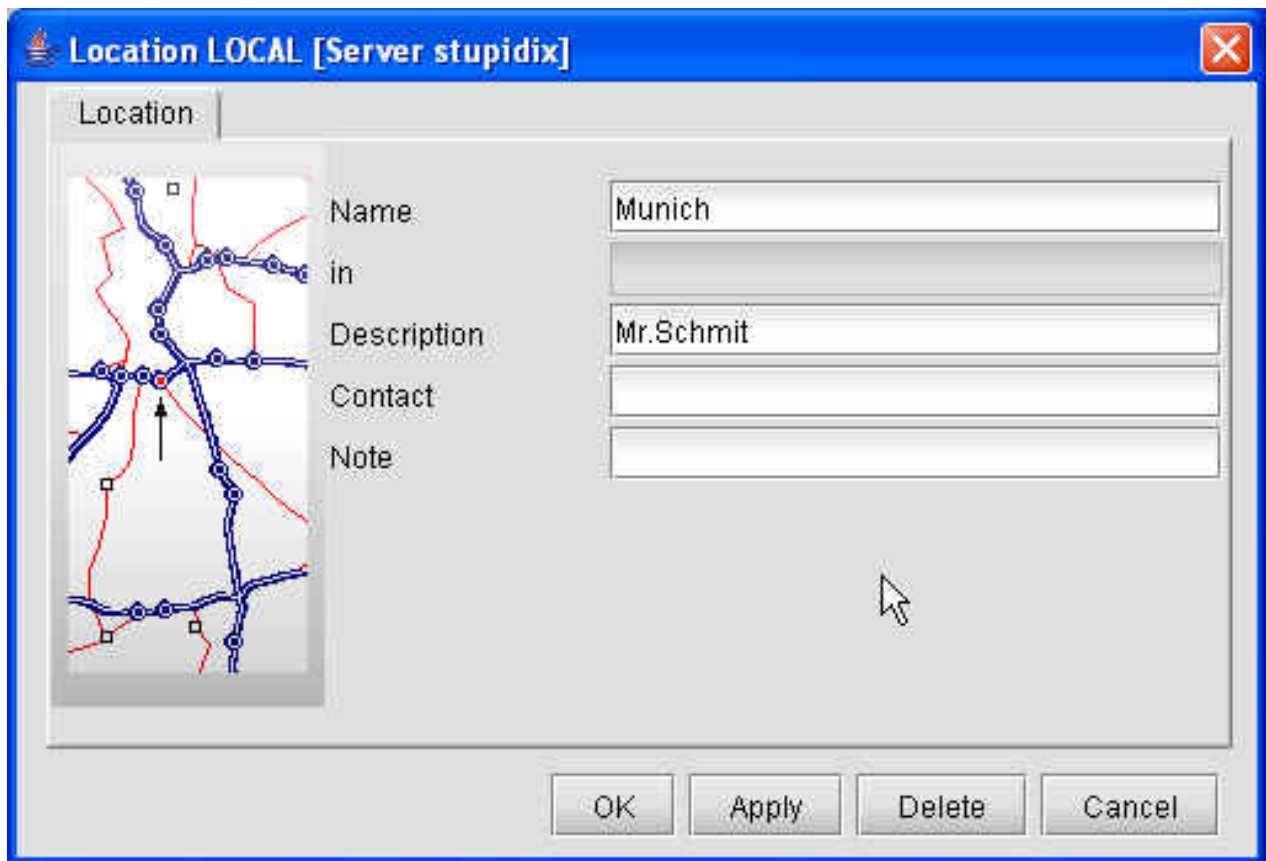 Location LOCAL [Server stupidix]
Location
Name Munich
in
Description Mr.Schmit
Contact
Note
OK Apply Delete Cancel